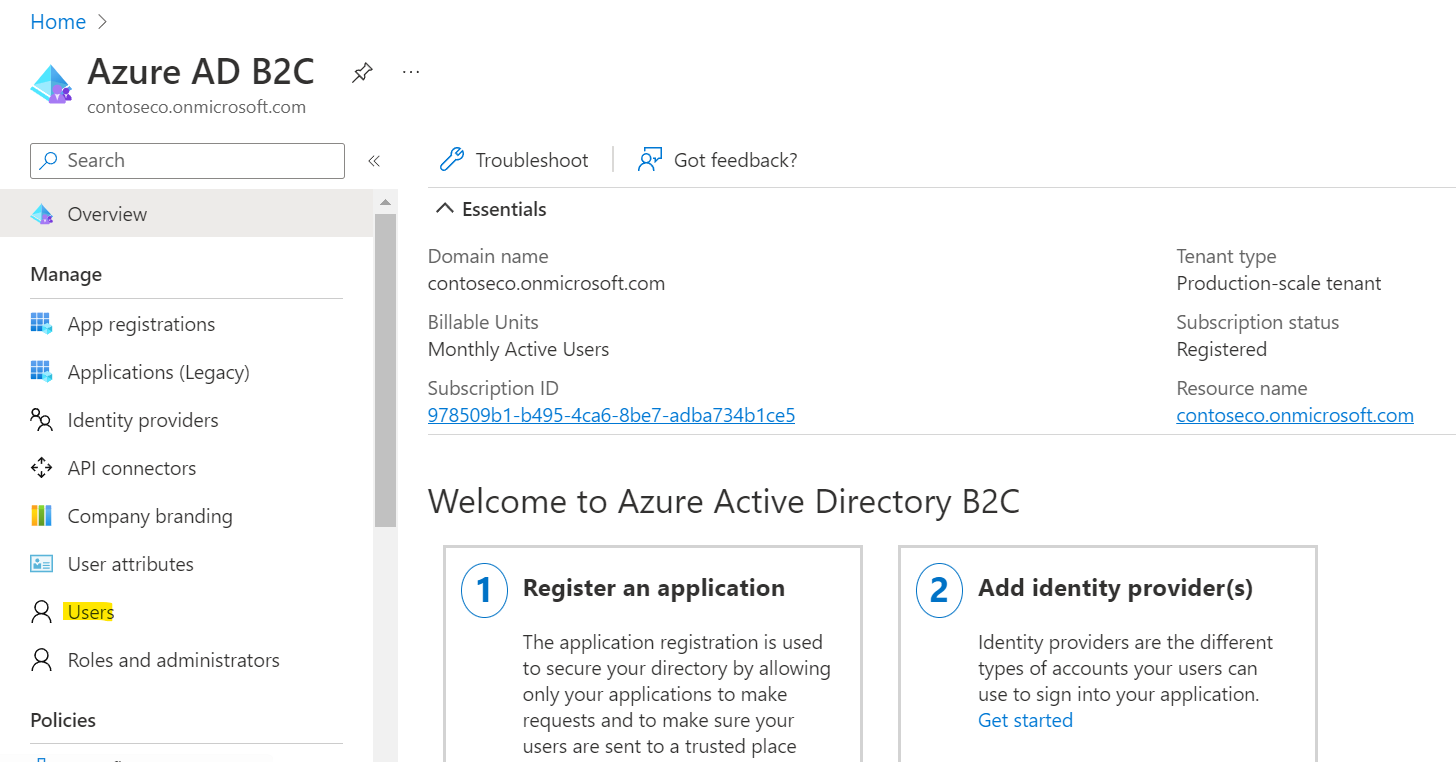 Home
Azure AD B2C
contoseco.onmicrosoft.com
Search
Overview
Manage
App registrations
Applications (Legacy)
Identity providers
API connectors
Company branding
User attributes
Users
Roles and administrators
Policies
Troubleshoot
Got feedback?
Essentials
Domain name
contoseco.onmicrosoft.com
Billable Units
Monthly Active Users
Subscription ID
978509b1-b495-4ca6-8be7-adba734b1ce5
Tenant type
Production-scale tenant
Subscription status
Registered
Resource name
contoseco.onmicrosoft.com
Welcome to Azure Active Directory B2C
1
Register an application
The application registration is used
to secure your directory by allowing
only your applications to make
requests and to make sure your
users are sent to a trusted place
2
Add identity provider(s)
Identity providers are the different
types of accounts your users can
use to sign into your application.
Get started